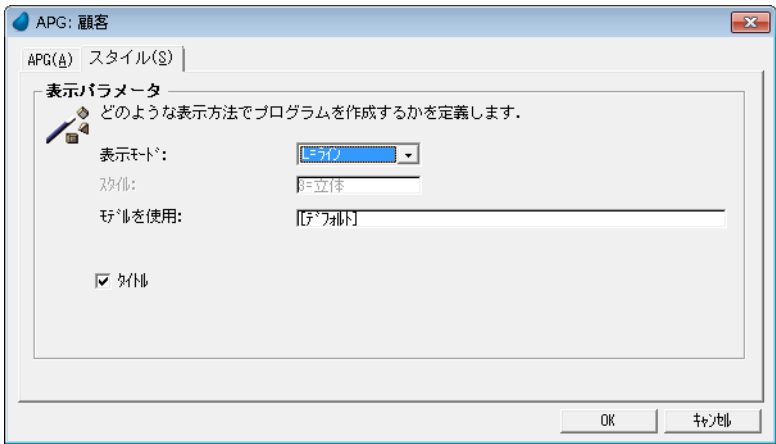 APG: 顧客
APG(A) スタイル(S)
表示パラメータ
どのような表示方法でプログラムを作成するかを定義します.
表示ﾓｰﾄﾞ: L=ﾗｲﾝ
ｽﾀｲﾙ: 3=立体
ﾓﾃﾞﾙを使用: [ﾃﾞﾌｫﾙﾄ]
ﾀｲﾄﾙ
OK ｷｬﾝｾﾙ